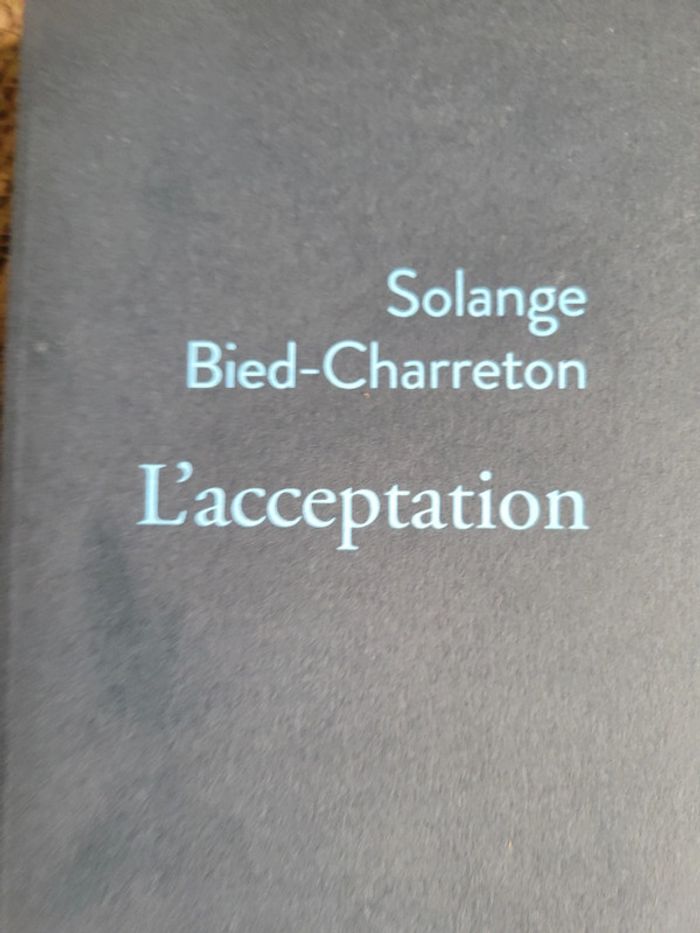 Solange
Bied-Charreton
L'acceptation